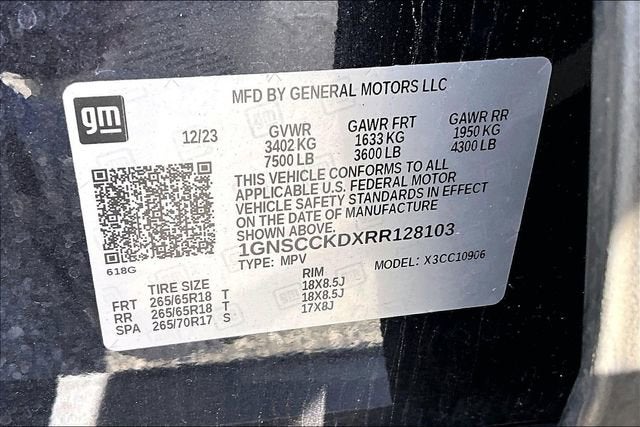 MFD BY GENERAL MOTORS LLC
gm
12/23
GVWR GAWR FRT GAWR RR
3402 KG 1633 KG 1950 KG
7500 LB 3600 LB 4300 LB
THIS VEHICLE CONFORMS TO ALL
APPLICABLE U.S. FEDERAL MOTOR
VEHICLE SAFETY STANDARDS IN EFFECT
ON THE DATE OF MANUFACTURE
SHOWN ABOVE.
1GNSCCKDXRR128103
618G
TYPE: MPV MODEL: X3CC10906
TIRE SIZE RIM
FRT 265/65R18 T 18X8.5J
RR 265/65R18 T 18X8.5J
SPA 265/70R17 S 17X8J